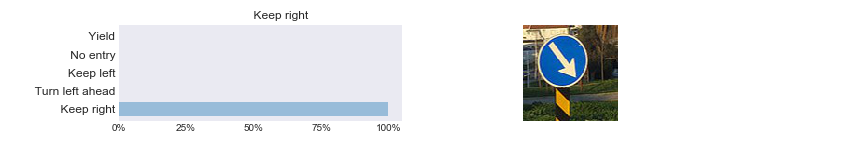 Keep right
Yield
No entry
Keep left
Turn left ahead
Keep right
0%
25%
50%
75%
100%